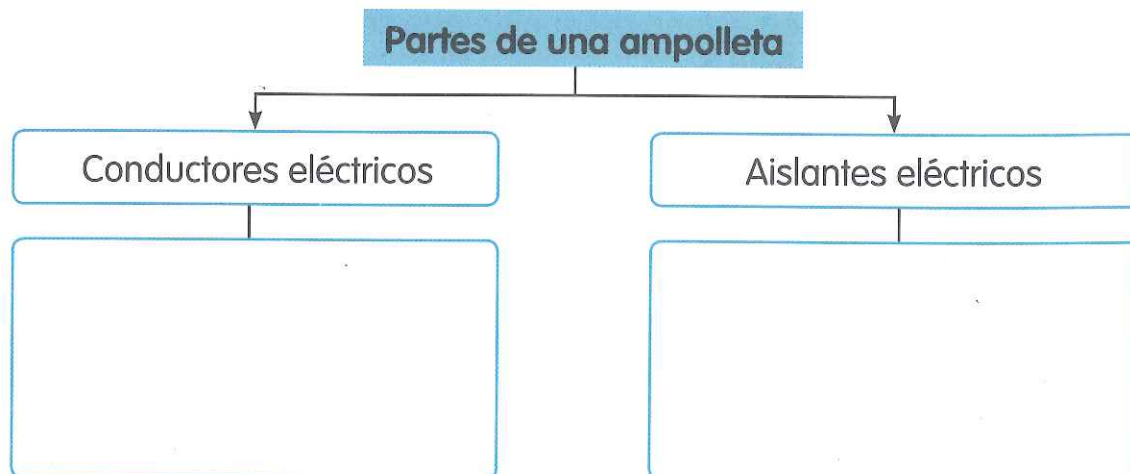 Partes de una ampolleta
Conductores eléctricos
Aislantes eléctricos